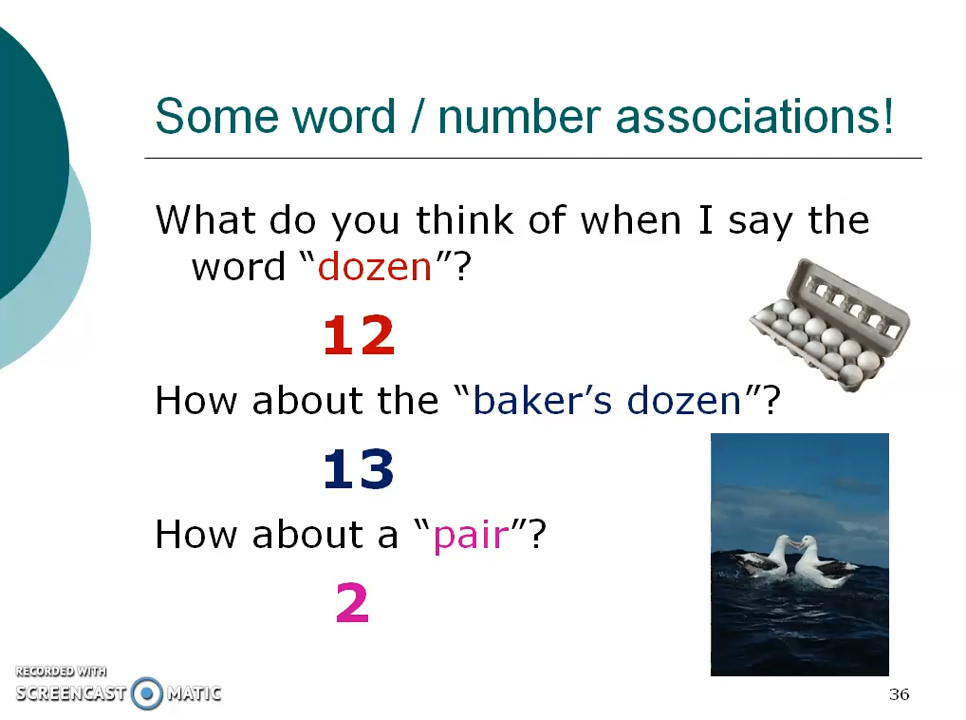 Some word / number associations!
What do you think of when I say the
word “dozen”?
12
How about the “baker’s dozen”?
13
How about a “pair”?
2
RECORDED WITH
SCREENCAST MATIC
36